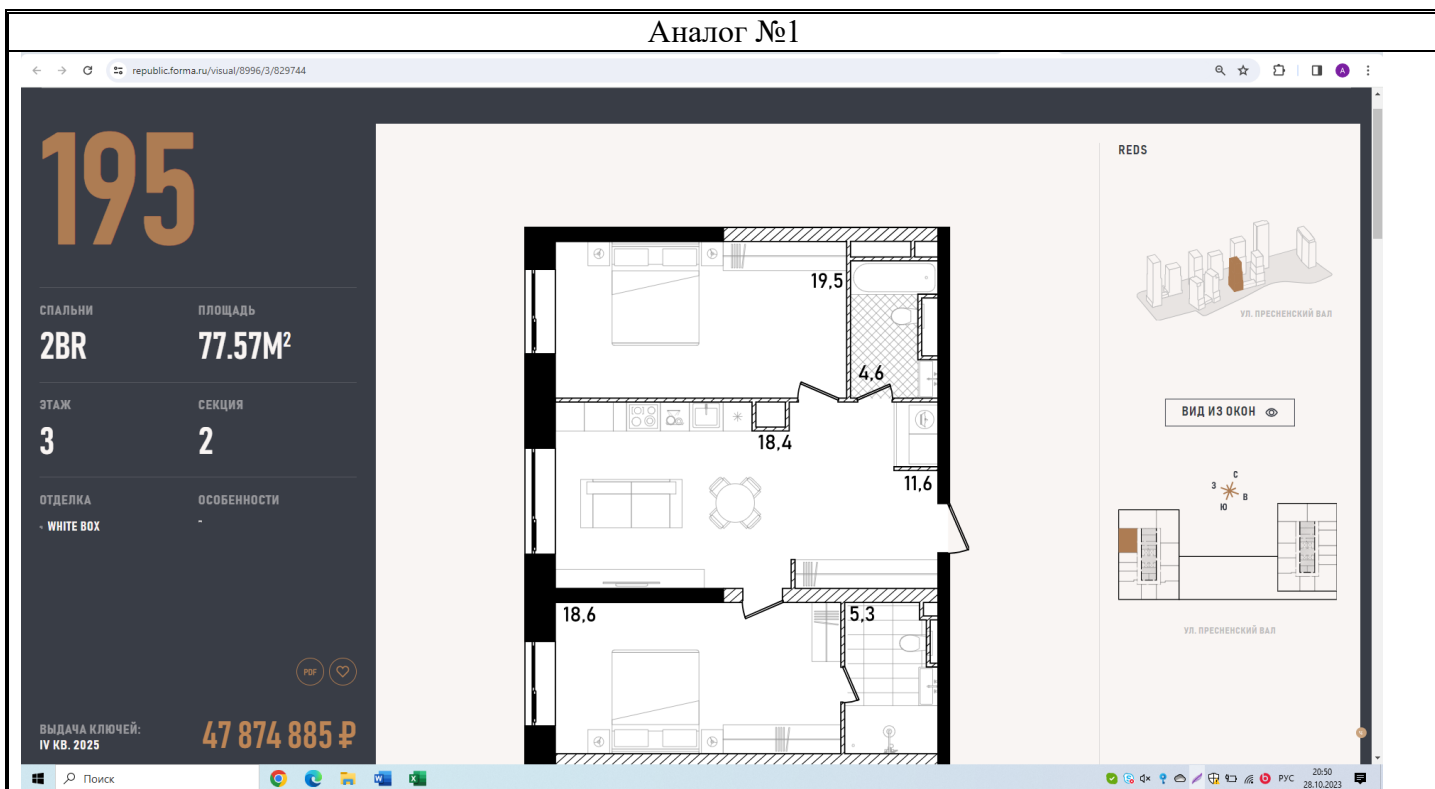 Аналог №1
republic.forma.ru/visual/8996/3/829744
A
195
СПАЛЬНИ ПЛОЩАДЬ
2BR 77.57М²
ЭТАЖ СЕКЦИЯ
3 2
ОТДЕЛКА ОСОБЕННОСТИ
- WHITE BOX -
PDF
ВЫДАЧА КЛЮЧЕЙ:
IV КВ. 2025
47 874 885 ₽
19,5
4,6
18,4
11,6
18,6
5,3
REDS
УЛ. ПРЕСНЕНСКИЙ ВАЛ
ВИД ИЗ ОКОН
С
З
В
Ю
УЛ. ПРЕСНЕНСКИЙ ВАЛ
Поиск
РУС
20:50
28.10.2023